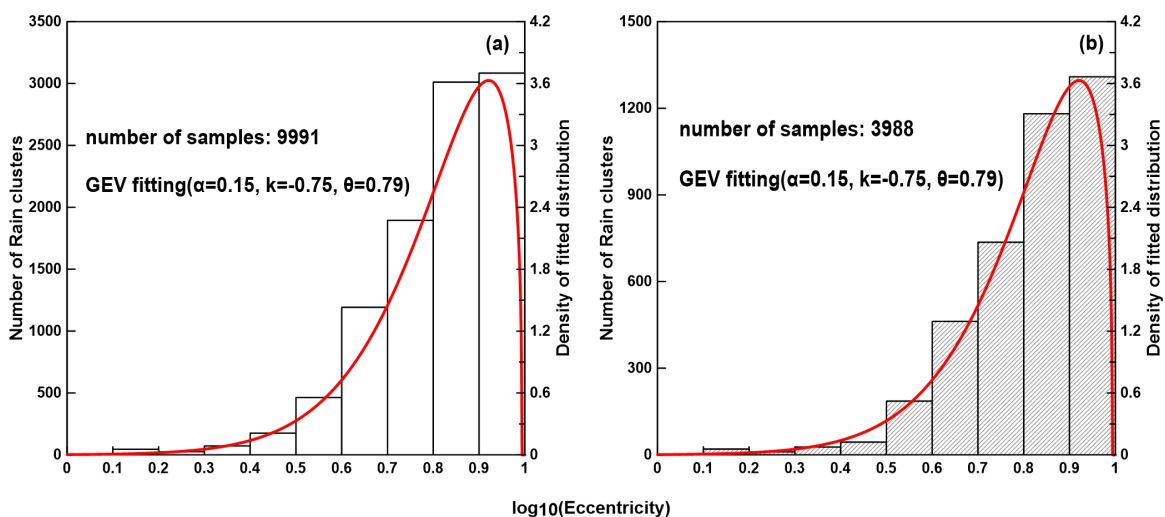 (a)
number of samples: 9991
GEV fitting(α=0.15, k=-0.75, θ=0.79)
Number of Rain clusters
3500
3000
2500
2000
1500
1000
500
0
0 0.1 0.2 0.3 0.4 0.5 0.6 0.7 0.8 0.9 1
4.2
3.6
3
2.4
1.8
1.2
0.6
0
Density of fitted distribution
(b)
number of samples: 3988
GEV fitting(α=0.15, k=-0.75, θ=0.79)
Number of Rain clusters
1500
1200
900
600
300
0
0 0.1 0.2 0.3 0.4 0.5 0.6 0.7 0.8 0.9 1
4.2
3.6
3
2.4
1.8
1.2
0.6
0
Density of fitted distribution
log10(Eccentricity)